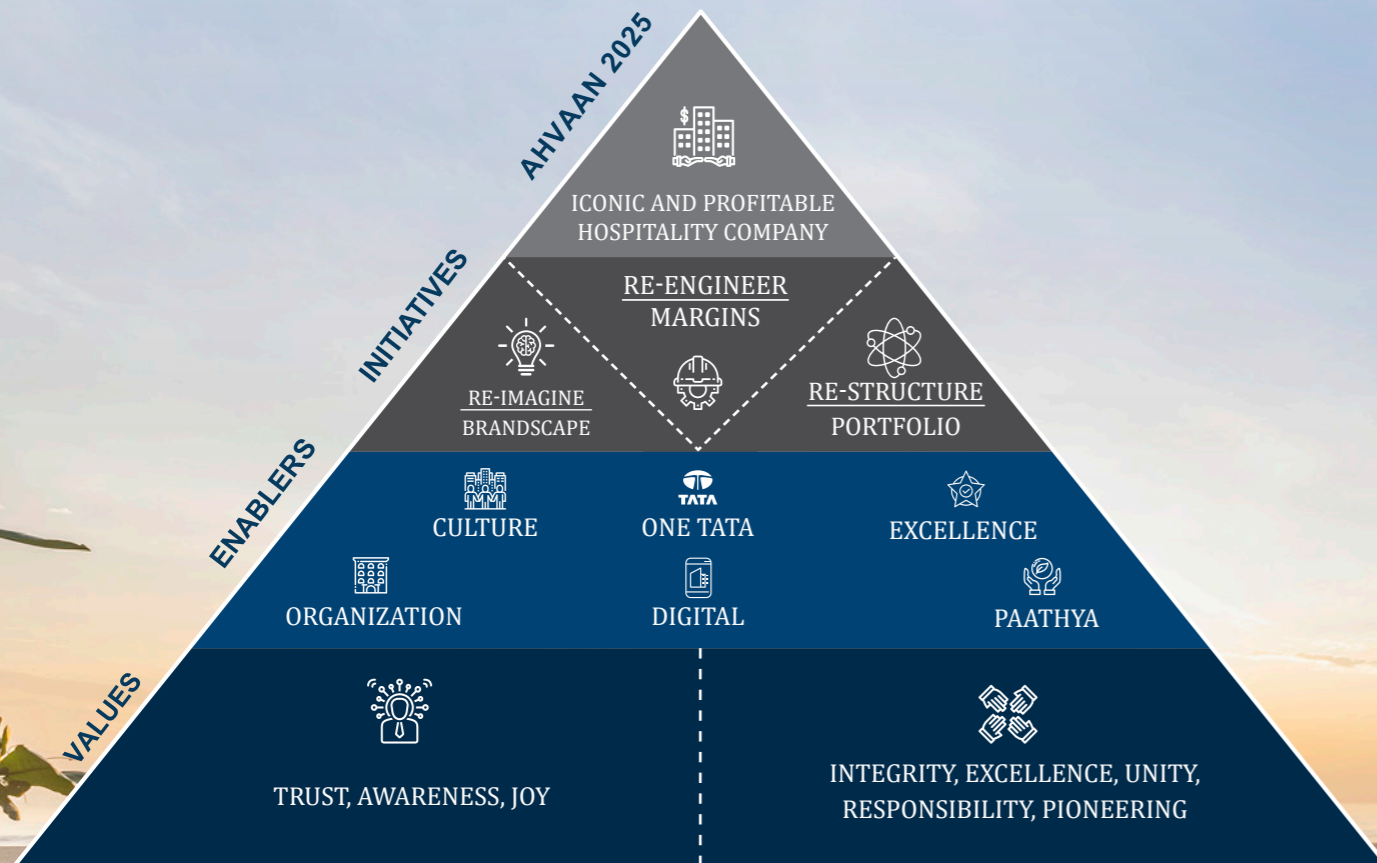 AHVAAN 2025
$
ICONIC AND PROFITABLE
HOSPITALITY COMPANY
INITIATIVES
RE-ENGINEER
MARGINS
RE-IMAGINE
BRANDSCAPE
RE-STRUCTURE
PORTFOLIO
ENABLERS
CULTURE
TATA
ONE TATA
EXCELLENCE
ORGANIZATION
DIGITAL
PAATHYA
VALUES
TRUST, AWARENESS, JOY
INTEGRITY, EXCELLENCE, UNITY,
RESPONSIBILITY, PIONEERING